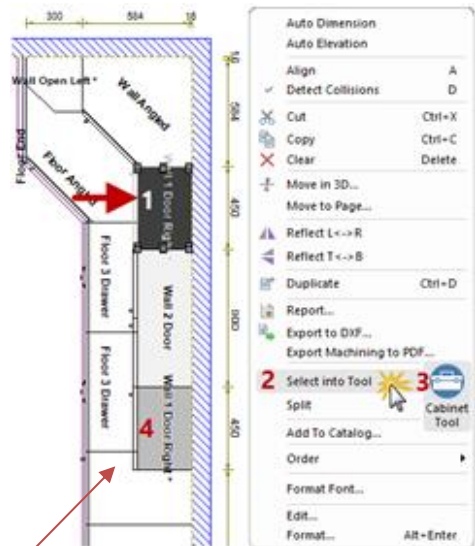 300 584 16
Wall Open Left *
Wall Angled
Floor End
Floor Angled
1
Wall 1 Door Right *
Floor 3 Drawer
Wall 2 Door
Floor 3 Drawer
Wall 1 Door Right *
4
16
584
450
900
450
Auto Dimension
Auto Elevation
Align A
Detect Collisions D
Cut Ctrl+X
Copy Ctrl+C
Clear Delete
Move in 3D...
Move to Page...
Reflect L<->R
Reflect T<->B
Duplicate Ctrl+D
Report...
Export to DXF...
Export Machining to PDF...
2 Select into Tool 3
Split
Cabinet
Tool
Add To Catalog...
Order
Format Font...
Edit...
Format... Alt+Enter